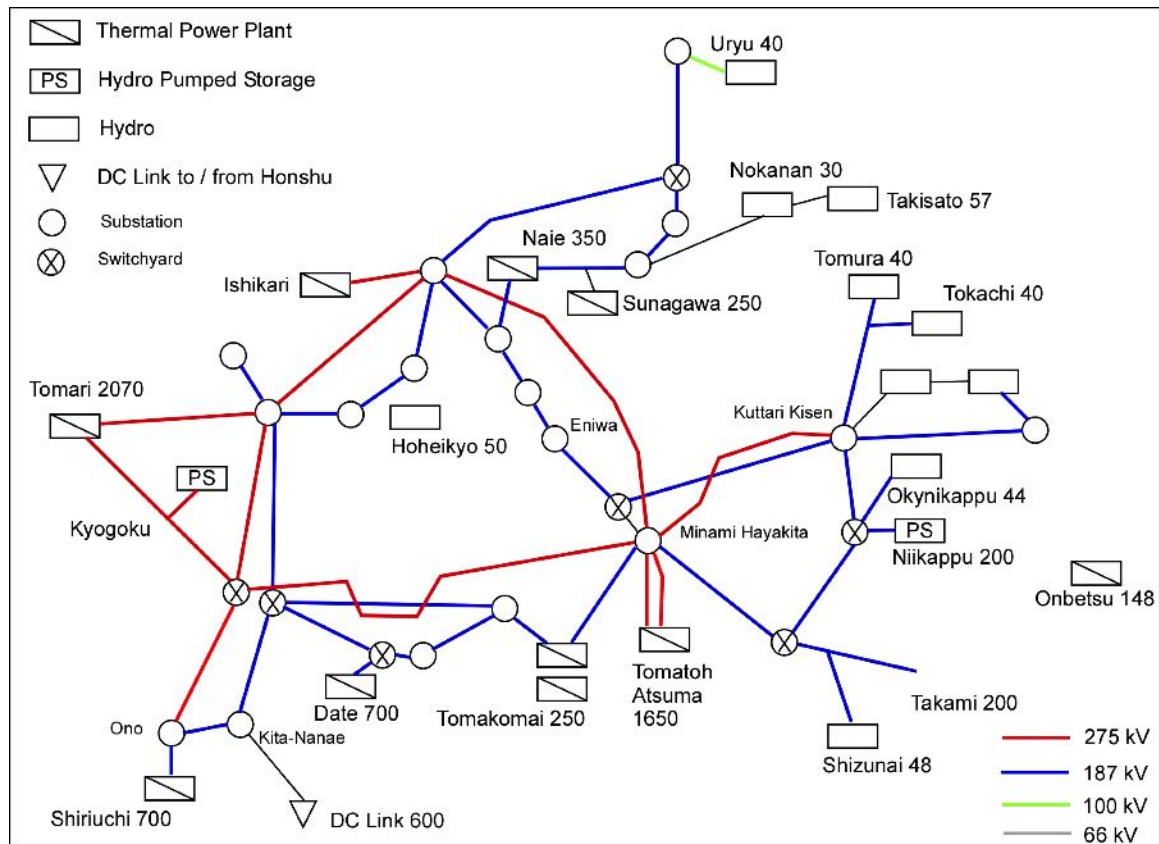 Thermal Power Plant
PS
Hydro Pumped Storage
Hydro
DC Link to / from Honshu
Substation
Switchyard
Uryu 40
Nokanan 30
Takisato 57
Naie 350
Ishikari
Sunagawa 250
Tomura 40
Tokachi 40
Tomari 2070
Hoheikyo 50
Eniwa
Kuttari Kisen
PS
Kyogoku
Okynikappu 44
Minami Hayakita
PS
Niikappu 200
Onbetsu 148
Tomatoh
Atsuma
1650
Takami 200
Date 700
Tomakomai 250
Ono
Kita-Nanae
Shizunai 48
Shiriuchi 700
DC Link 600
275 kV
187 kV
100 kV
66 kV